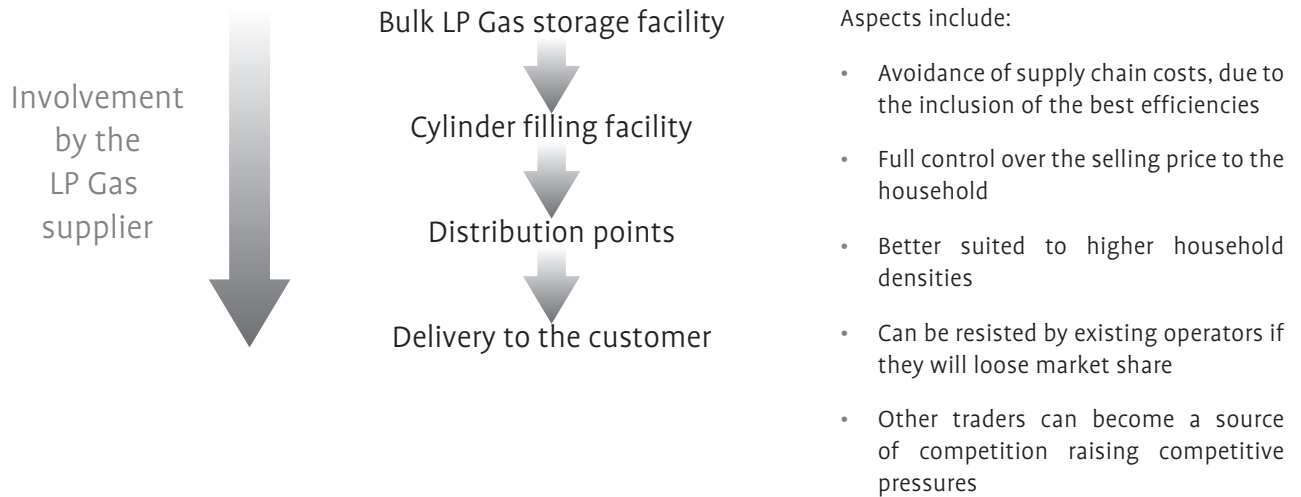 Involvement
by the
LP Gas
supplier
Bulk LP Gas storage facility
Cylinder filling facility
Distribution points
Delivery to the customer
Aspects include:
• Avoidance of supply chain costs, due to
the inclusion of the best efficiencies
• Full control over the selling price to the
household
• Better suited to higher household
densities
• Can be resisted by existing operators if
they will loose market share
• Other traders can become a source
of competition raising competitive
pressures